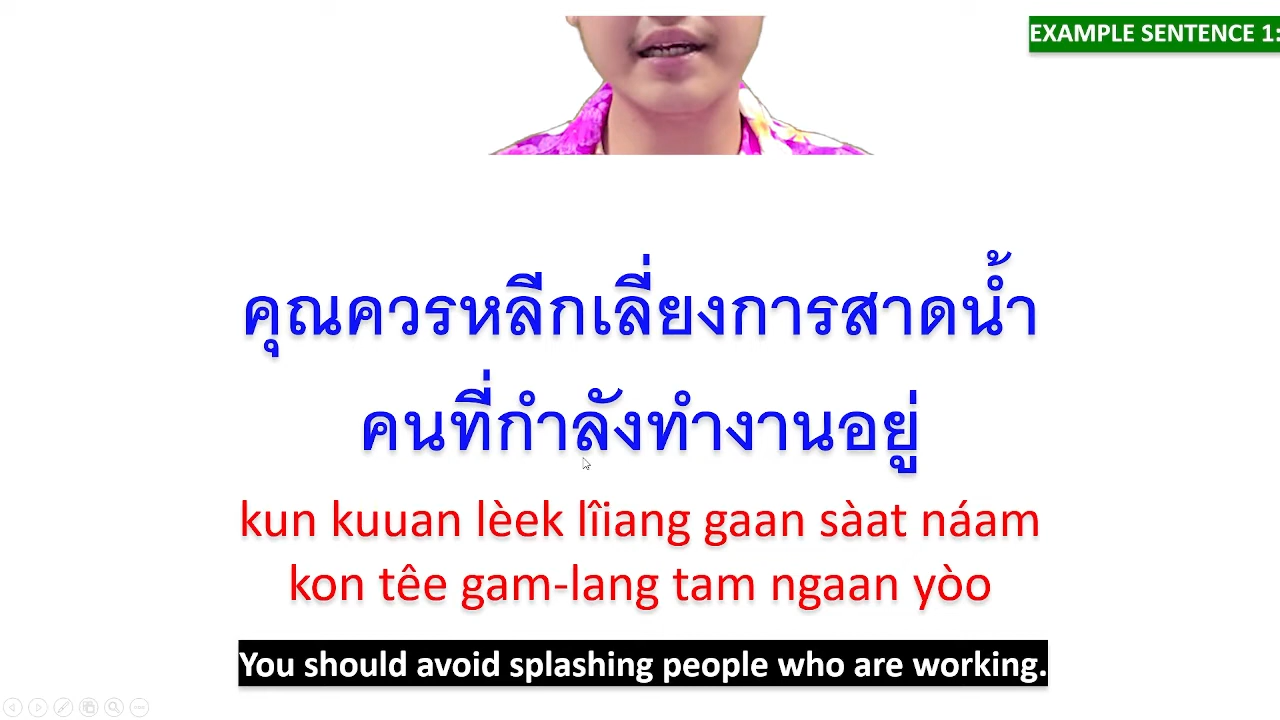 EXAMPLE SENTENCE 1:
คุณควรหลีกเลี่ยงการสาดน้ำ
คนที่กำลังทำงานอยู่
kun kuuan lèek lîiang gaan sàat náam
kon têe gam-lang tam ngaan yòo
You should avoid splashing people who are working.